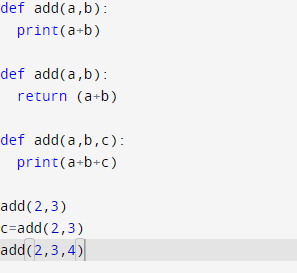 def add(a,b):
  print(a+b)

def add(a,b):
  return (a+b)

def add(a,b,c):
  print(a+b+c)

add(2,3)
c=add(2,3)
add(2,3,4)